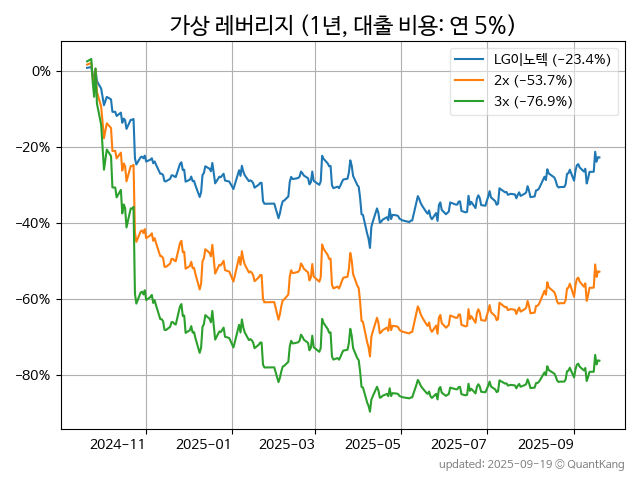 가상 레버리지 (1년, 대출 비용: 연 5%)
LG이노텍 (−23.4%)
2x (−53.7%)
3x (−76.9%)
0%
−20%
−40%
−60%
−80%
2024−11 2025−01 2025−03 2025−05 2025−07 2025−09
updated: 2025-09-19 © QuantKang